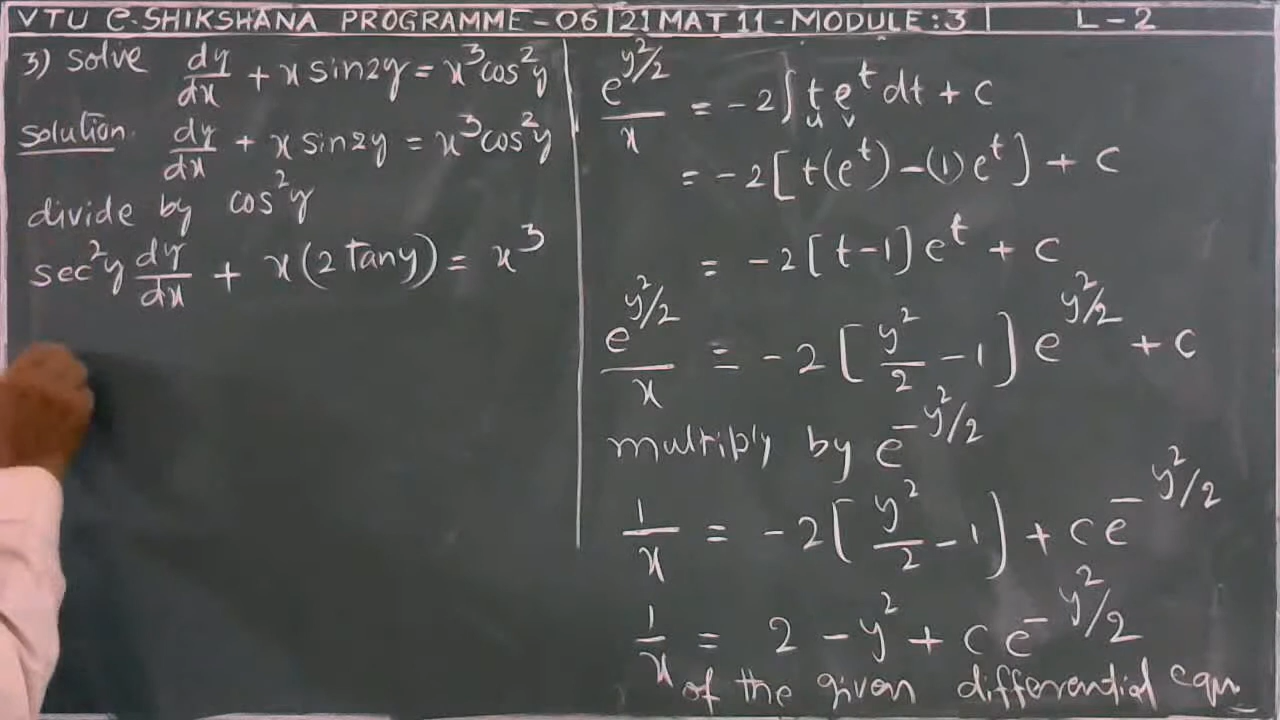 VTU e-SHIKSHANA PROGRAMME-06 | 21MAT11-MODULE:3 | L-2
3) Solve dy/dx + x sin2y = x³cos²y
Solution. dy/dx + x sin2y = x³cos²y
divide by cos²y
sec²y dy/dx + x(2 tany) = x³
e^(y²/2)/x = -2∫ t e^t dt + c
u v
= -2[t(e^t) - (1)e^t] + c
= -2[t-1]e^t + c
e^(y²/2)/x = -2[y²/2 - 1] e^(y²/2) + c
multiply by e^(-y²/2)
1/x = -2[y²/2 - 1] + ce^(-y²/2)
1/x = 2 - y² + ce^(-y²/2)
of the given differential eqn